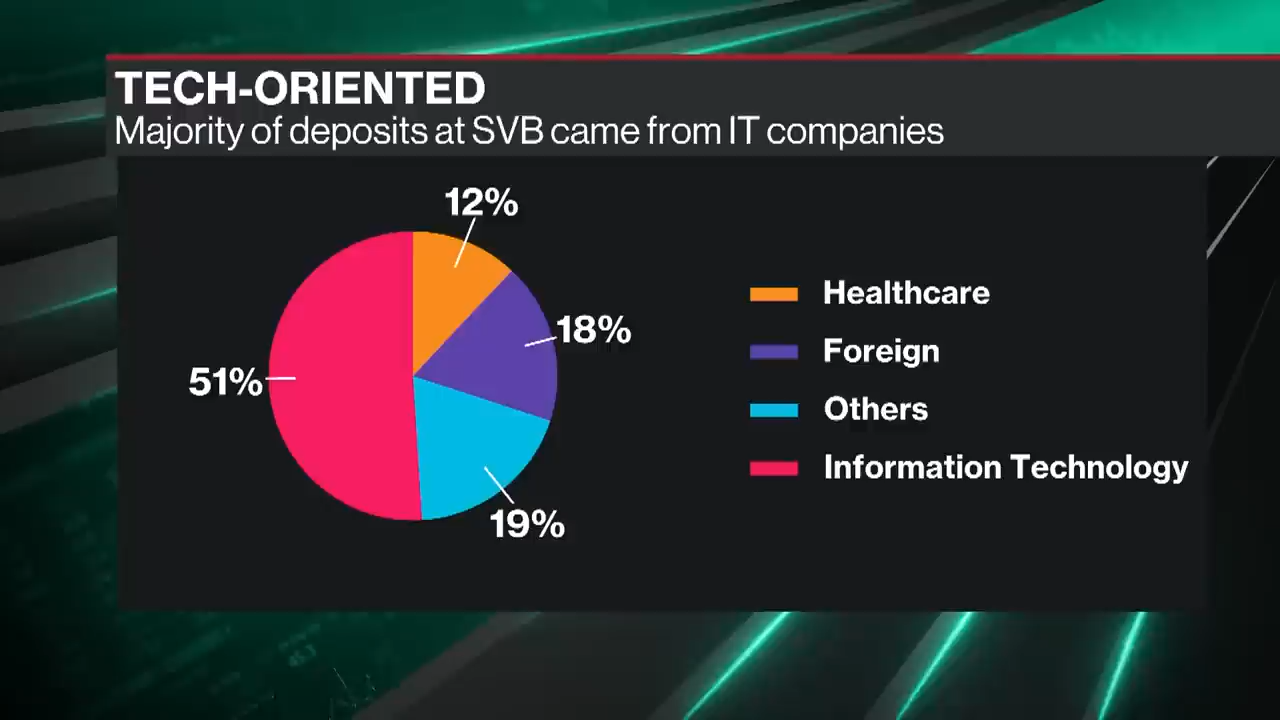 TECH-ORIENTED
Majority of deposits at SVB came from IT companies
12%
18%
51%
19%
Healthcare
Foreign
Others
Information Technology